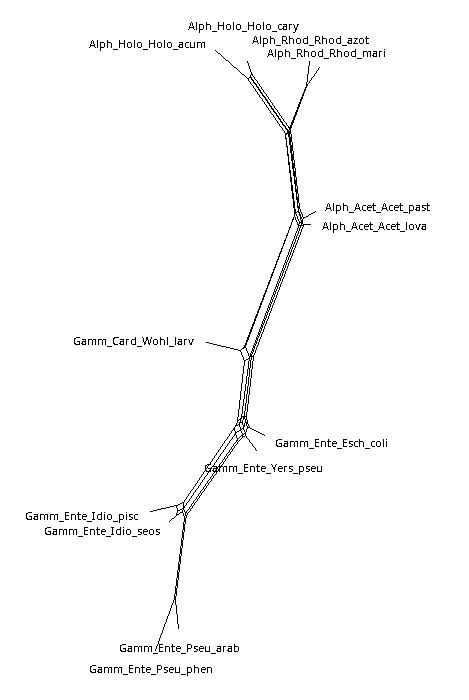 Alph_Holo_Holo_cary
Alph_Holo_Holo_acum
Alph_Rhod_Rhod_azot
Alph_Rhod_Rhod_mari
Alph_Acet_Acet_past
Alph_Acet_Acet_lova
Gamm_Card_Wohl_larv
Gamm_Ente_Esch_coli
Gamm_Ente_Yers_pseu
Gamm_Ente_Idio_pisc
Gamm_Ente_Idio_seos
Gamm_Ente_Pseu_arab
Gamm_Ente_Pseu_phen